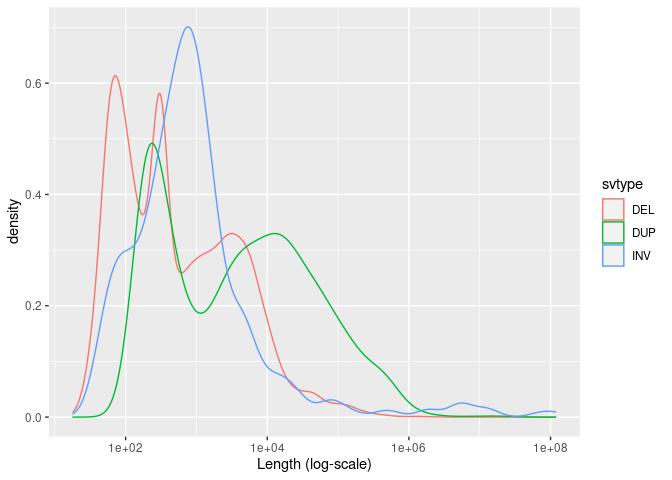 svtype
DEL
DUP
INV
density
0.6
0.4
0.2
0.0
1e+02
1e+04
1e+06
1e+08
Length (log-scale)